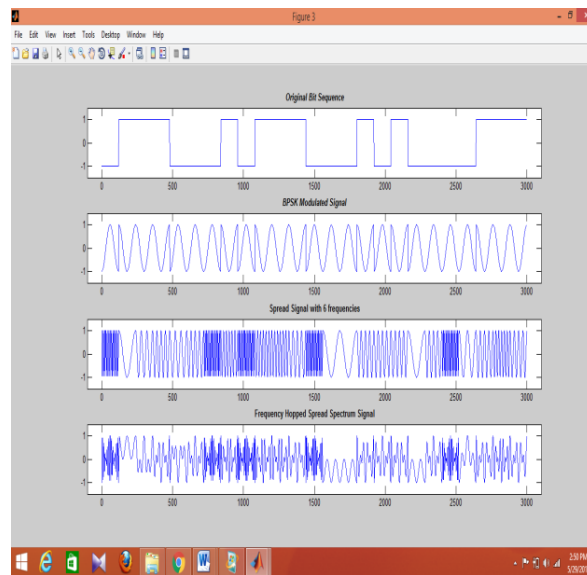 Figure 3
File Edit View Insert Tools Desktop Window Help
Original Bit Sequence
1
0
-1
0 500 1000 1500 2000 2500 3000
BPSK Modulated Signal
1
0
-1
0 500 1000 1500 2000 2500 3000
Spread Signal with 6 frequencies
1
0
-1
0 500 1000 1500 2000 2500 3000
Frequency Hopped Spread Spectrum Signal
1
0
-1
0 500 1000 1500 2000 2500 3000
2:50 PM